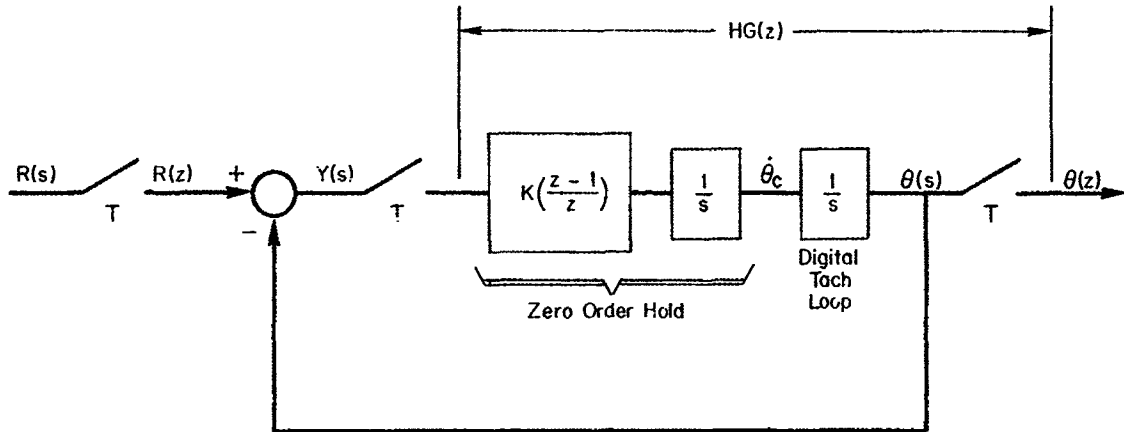 HG(z)
R(s)
T
R(z)
+
−
Y(s)
T
K(z − 1 / z)
1 / s
θ̇c
1 / s
θ(s)
T
θ(z)
Zero Order Hold
Digital
Tach
Loop